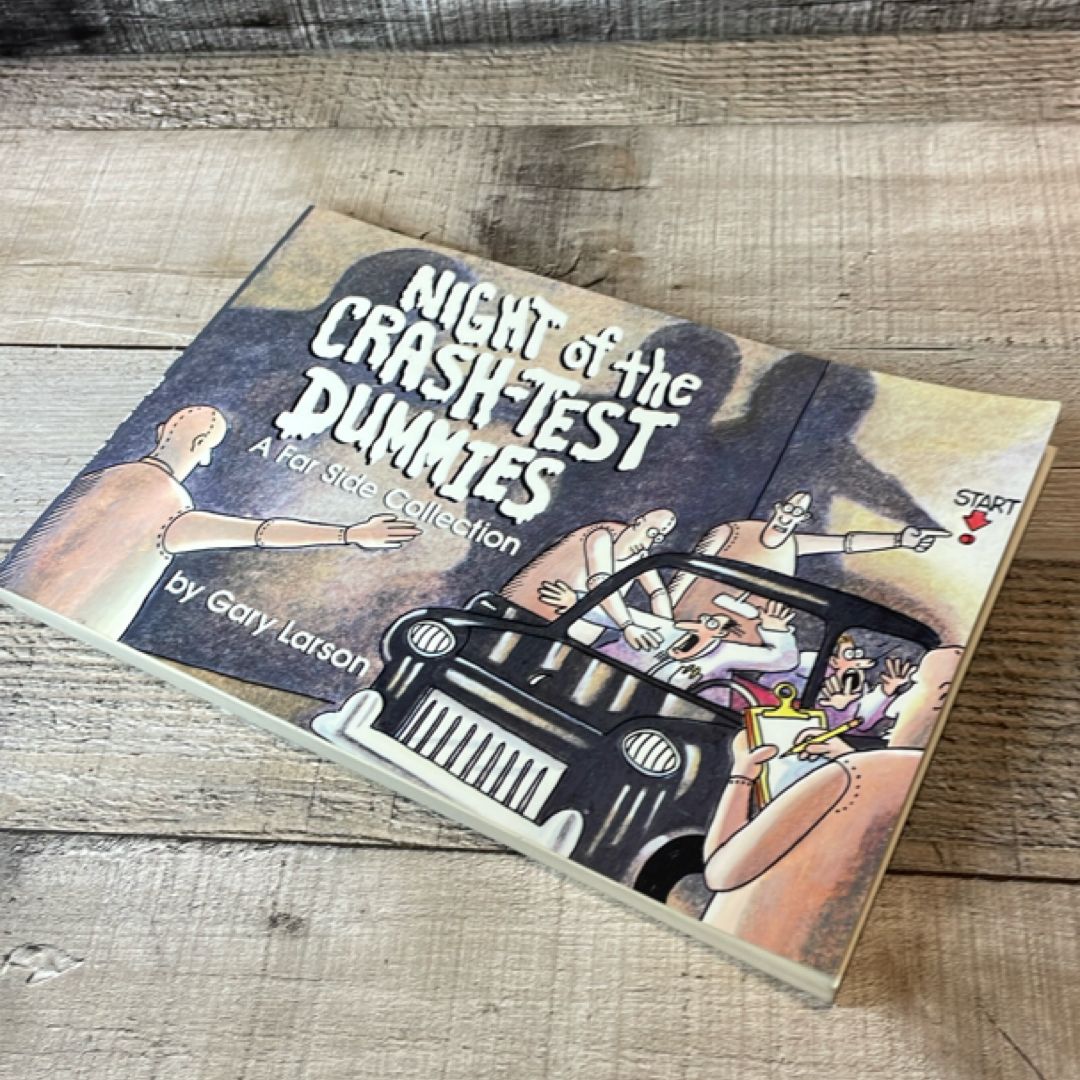 NIGHT of the
CRASH-TEST
DUMMIES
A Far Side Collection
by Gary Larson
START